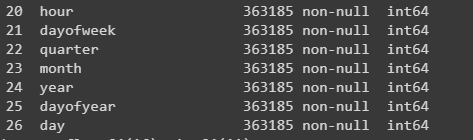 20 hour 363185 non-null int64
21 dayofweek 363185 non-null int64
22 quarter 363185 non-null int64
23 month 363185 non-null int64
24 year 363185 non-null int64
25 dayofyear 363185 non-null int64
26 day 363185 non-null int64